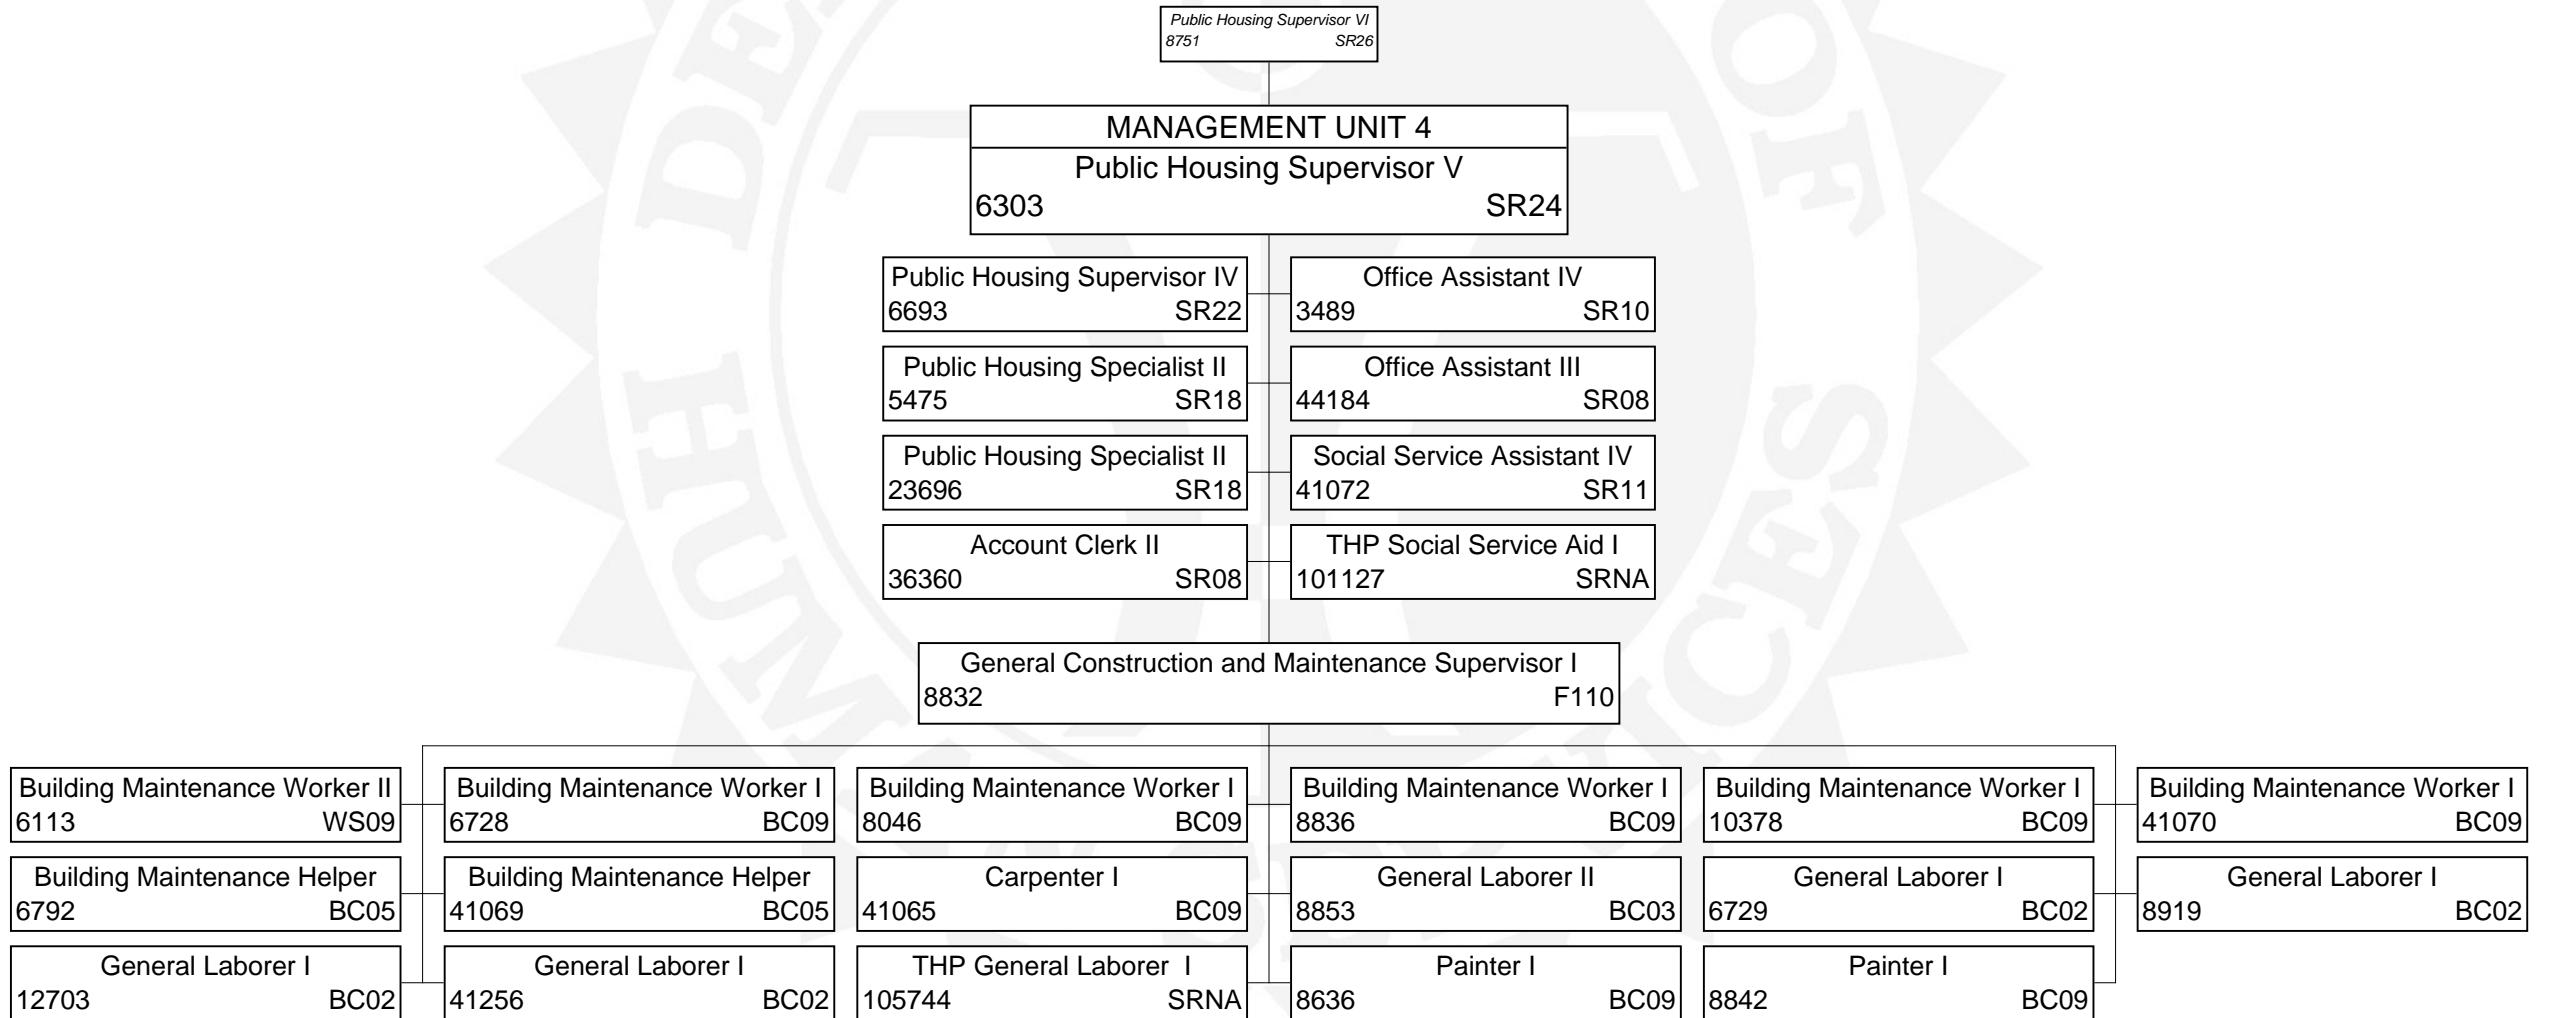 Public Housing Supervisor VI
8751 SR26
MANAGEMENT UNIT 4
Public Housing Supervisor V
6303 SR24
Public Housing Supervisor IV
6693 SR22
Office Assistant IV
3489 SR10
Public Housing Specialist II
5475 SR18
Office Assistant III
44184 SR08
Public Housing Specialist II
23696 SR18
Social Service Assistant IV
41072 SR11
Account Clerk II
36360 SR08
THP Social Service Aid I
101127 SRNA
General Construction and Maintenance Supervisor I
8832 F110
Building Maintenance Worker II
6113 WS09
Building Maintenance Worker I
6728 BC09
Building Maintenance Worker I
8046 BC09
Building Maintenance Worker I
8836 BC09
Building Maintenance Worker I
10378 BC09
Building Maintenance Worker I
41070 BC09
Building Maintenance Helper
6792 BC05
Building Maintenance Helper
41069 BC05
Carpenter I
41065 BC09
General Laborer II
8853 BC03
General Laborer I
6729 BC02
General Laborer I
8919 BC02
General Laborer I
12703 BC02
General Laborer I
41256 BC02
THP General Laborer I
105744 SRNA
Painter I
8636 BC09
Painter I
8842 BC09